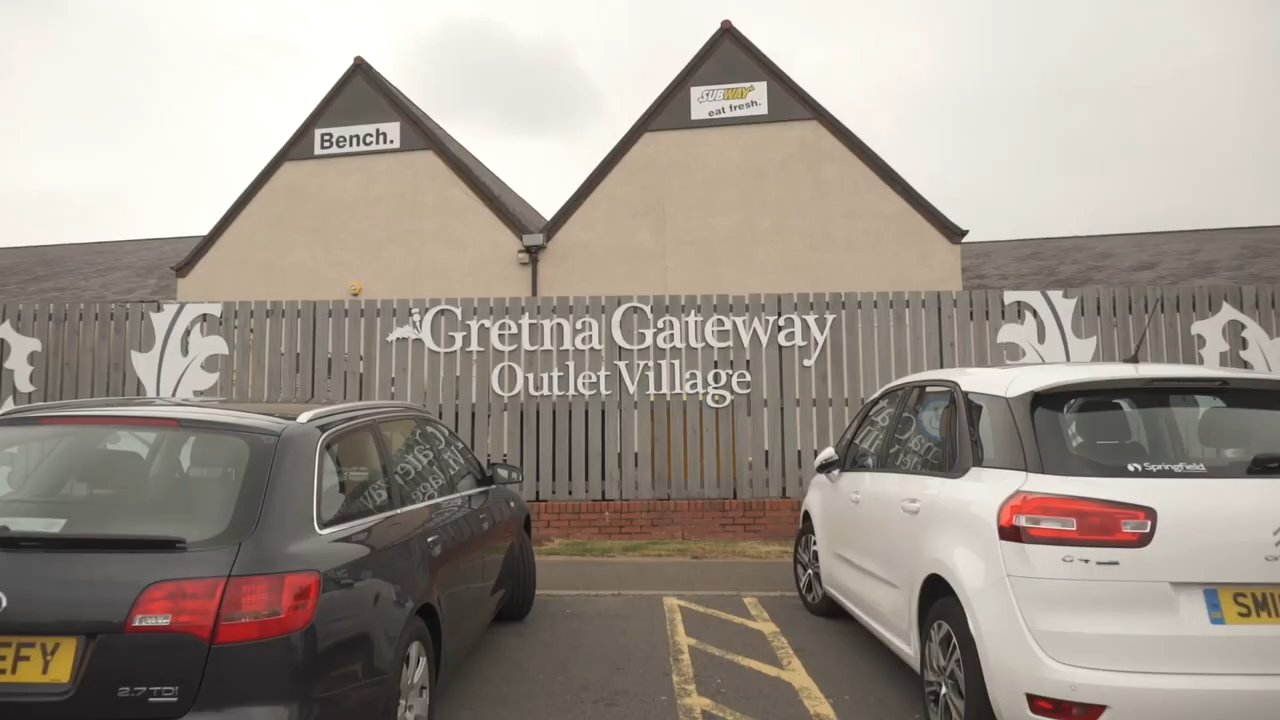 Bench.
SUBWAY
eat fresh.
Gretna Gateway
Outlet Village
Springfield
EFY
2.7 TDI
SMI